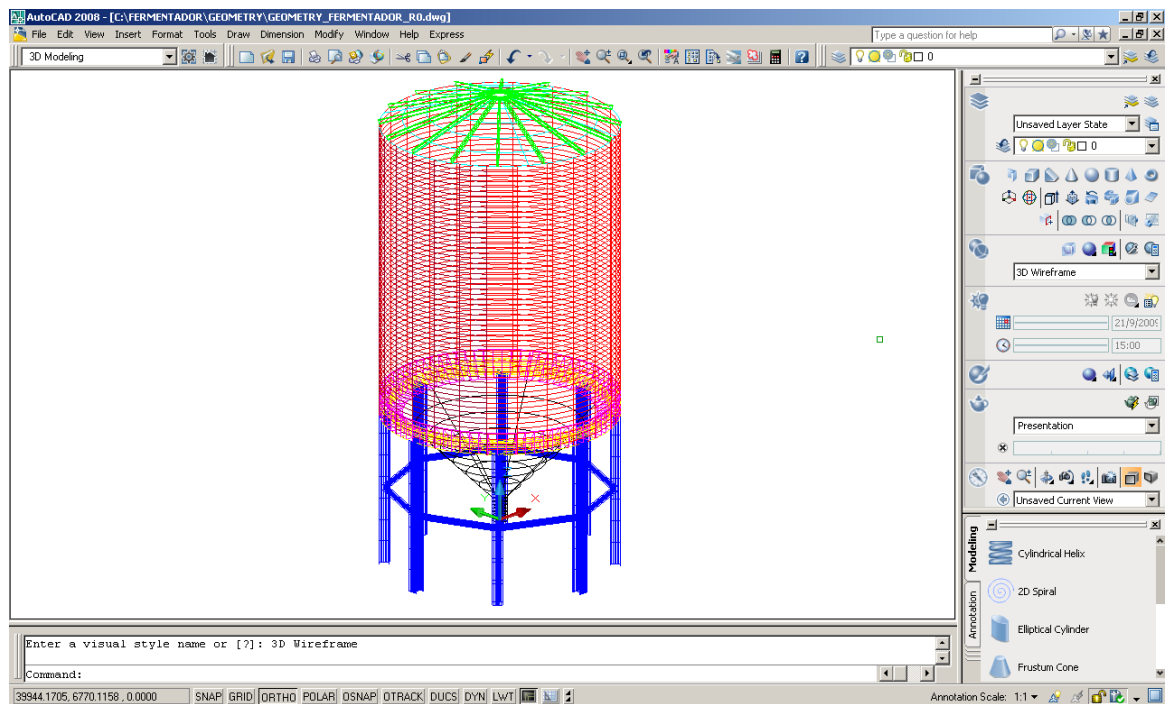 AutoCAD 2008 - [C:\FERMENTADOR\GEOMETRY\GEOMETRY_FERMENTADOR_R0.dwg]
File Edit View Insert Format Tools Draw Dimension Modify Window Help Express
Type a question for help
3D Modeling
0
Unsaved Layer State
0
3D Wireframe
21/9/2009
15:00
Presentation
Unsaved Current View
Y
X
Modeling
Annotation
Cylindrical Helix
2D Spiral
Elliptical Cylinder
Frustum Cone
Enter a visual style name or [?]: 3D Wireframe
Command:
39944.1705, 6770.1158 , 0.0000
SNAP GRID ORTHO POLAR OSNAP OTRACK DUCS DYN LWT
Annotation Scale: 1:1